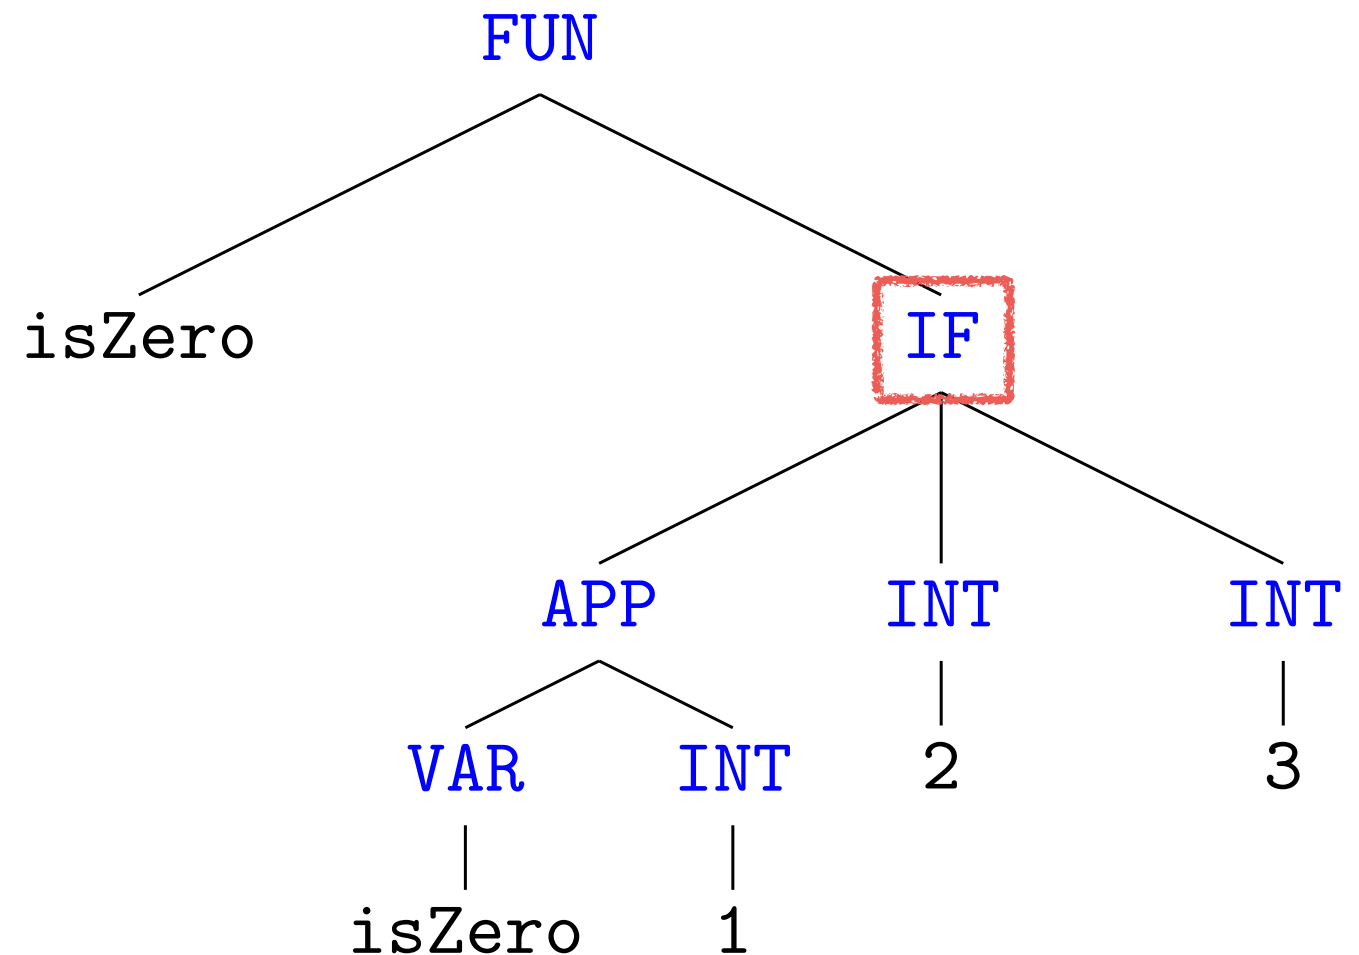 FUN
isZero IF
APP INT INT
VAR INT 2 3
isZero 1